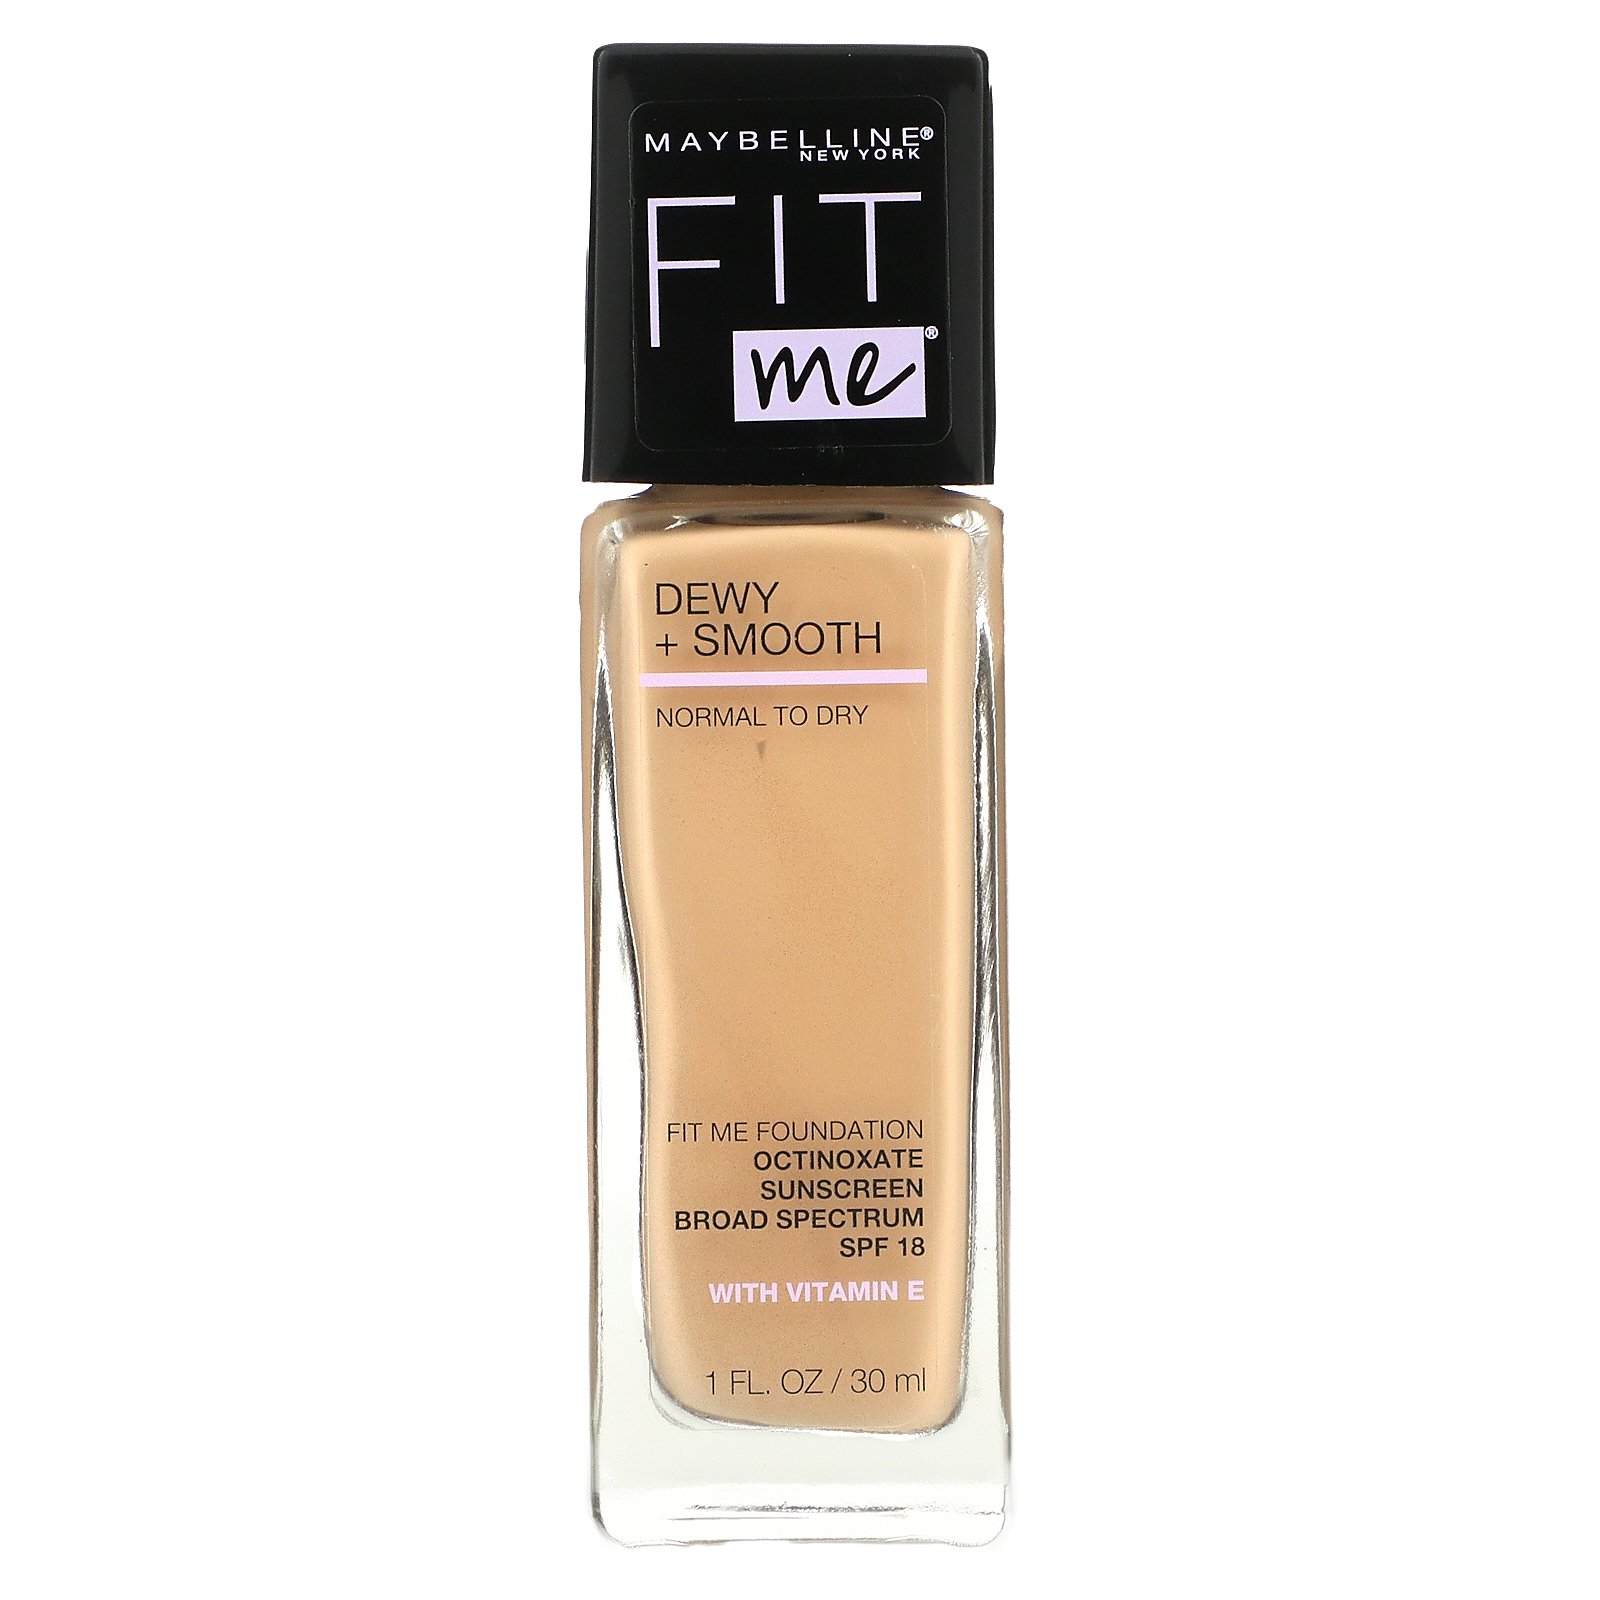 MAYBELLINE®
NEW YORK
FIT
me®
DEWY
+ SMOOTH
NORMAL TO DRY
FIT ME FOUNDATION
OCTINOXATE
SUNSCREEN
BROAD SPECTRUM
SPF 18
WITH VITAMIN E
1 FL. OZ / 30 ml